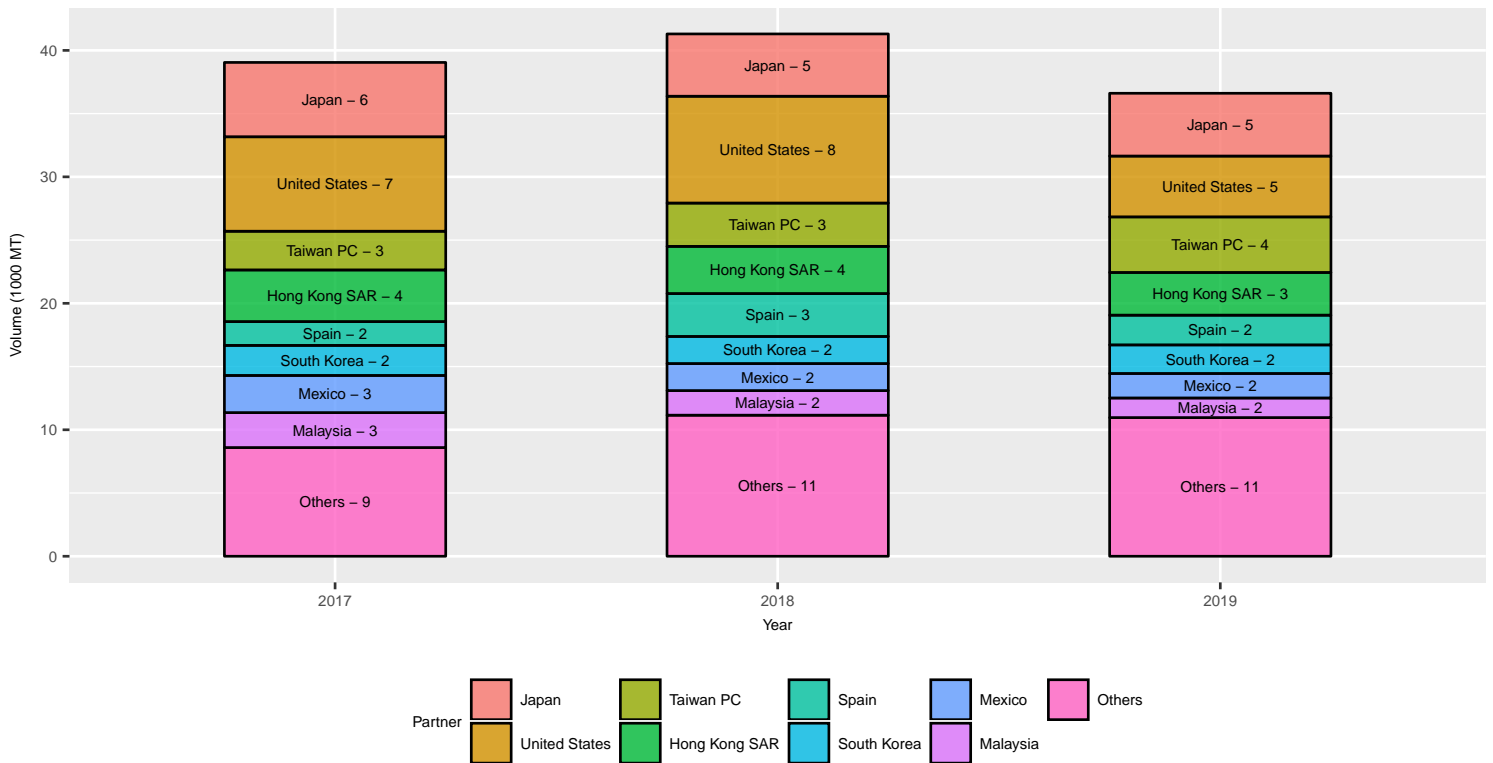 40
30
20
10
0
Volume (1000 MT)
Japan – 6
United States – 7
Taiwan PC – 3
Hong Kong SAR – 4
Spain – 2
South Korea – 2
Mexico – 3
Malaysia – 3
Others – 9
Japan – 5
United States – 8
Taiwan PC – 3
Hong Kong SAR – 4
Spain – 3
South Korea – 2
Mexico – 2
Malaysia – 2
Others – 11
Japan – 5
United States – 5
Taiwan PC – 4
Hong Kong SAR – 3
Spain – 2
South Korea – 2
Mexico – 2
Malaysia – 2
Others – 11
2017 2018 2019
Year
Partner
Japan Taiwan PC Spain Mexico Others
United States Hong Kong SAR South Korea Malaysia